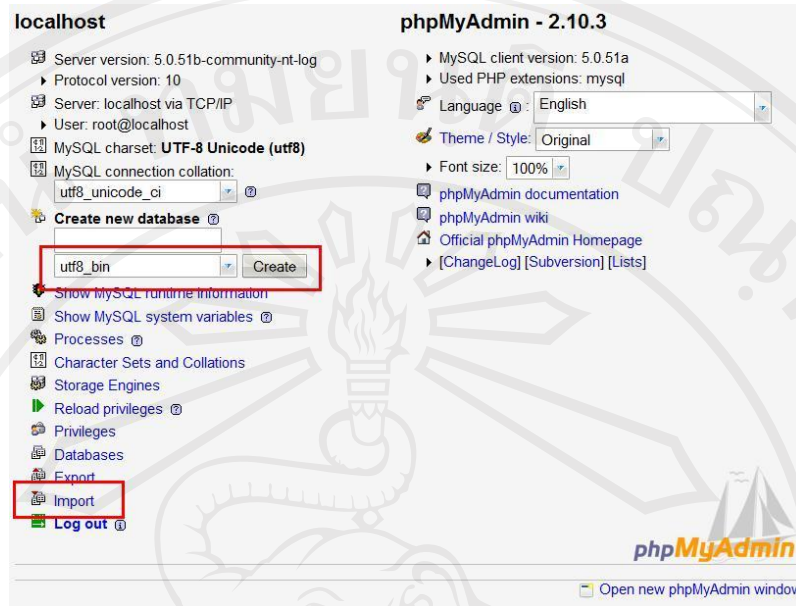 localhost
Server version: 5.0.51b-community-nt-log
Protocol version: 10
Server: localhost via TCP/IP
User: root@localhost
MySQL charset: UTF-8 Unicode (utf8)
MySQL connection collation:
utf8_unicode_ci
Create new database
utf8_bin Create
Show MySQL runtime information
Show MySQL system variables
Processes
Character Sets and Collations
Storage Engines
Reload privileges
Privileges
Databases
Export
Import
Log out
phpMyAdmin - 2.10.3
MySQL client version: 5.0.51a
Used PHP extensions: mysql
Language : English
Theme / Style: Original
Font size: 100%
phpMyAdmin documentation
phpMyAdmin wiki
Official phpMyAdmin Homepage
[ChangeLog] [Subversion] [Lists]
phpMyAdmin
Open new phpMyAdmin window